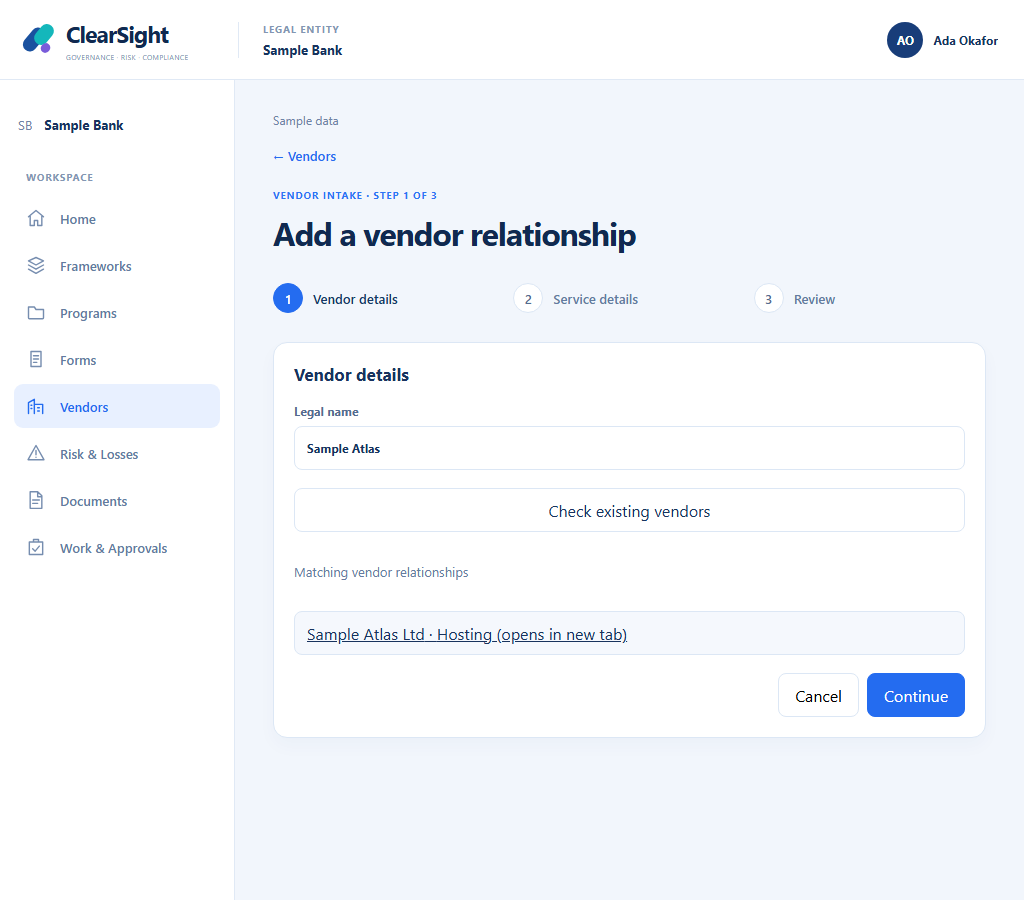 ClearSight
GOVERNANCE · RISK · COMPLIANCE
LEGAL ENTITY
Sample Bank
AO
Ada Okafor
SB
Sample Bank
WORKSPACE
Home
Frameworks
Programs
Forms
Vendors
Risk & Losses
Documents
Work & Approvals
Sample data
← Vendors
VENDOR INTAKE · STEP 1 OF 3
Add a vendor relationship
1 Vendor details
2 Service details
3 Review
Vendor details
Legal name
Sample Atlas
Check existing vendors
Matching vendor relationships
Sample Atlas Ltd · Hosting (opens in new tab)
Cancel
Continue